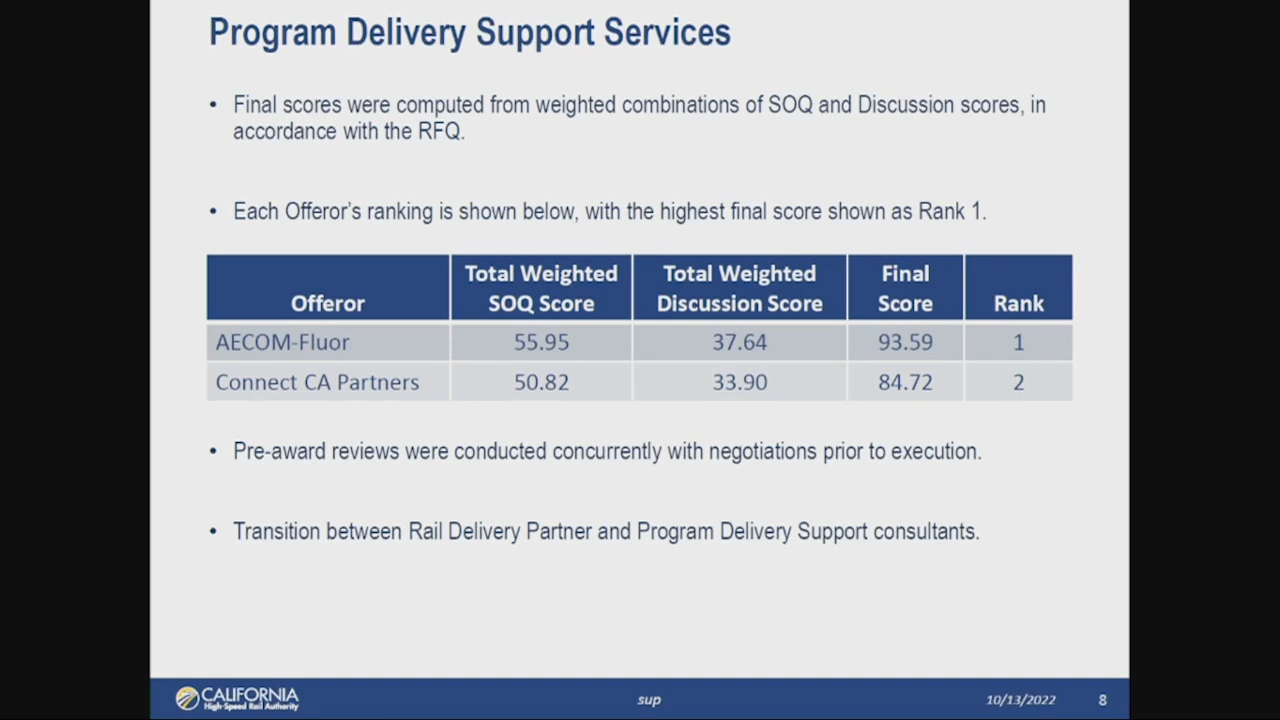 Program Delivery Support Services
• Final scores were computed from weighted combinations of SOQ and Discussion scores, in
accordance with the RFQ.
• Each Offeror's ranking is shown below, with the highest final score shown as Rank 1.
Offeror Total Weighted SOQ Score Total Weighted Discussion Score Final Score Rank
AECOM-Fluor 55.95 37.64 93.59 1
Connect CA Partners 50.82 33.90 84.72 2
• Pre-award reviews were conducted concurrently with negotiations prior to execution.
• Transition between Rail Delivery Partner and Program Delivery Support consultants.
CALIFORNIA
High-Speed Rail Authority
sup
10/13/2022 8